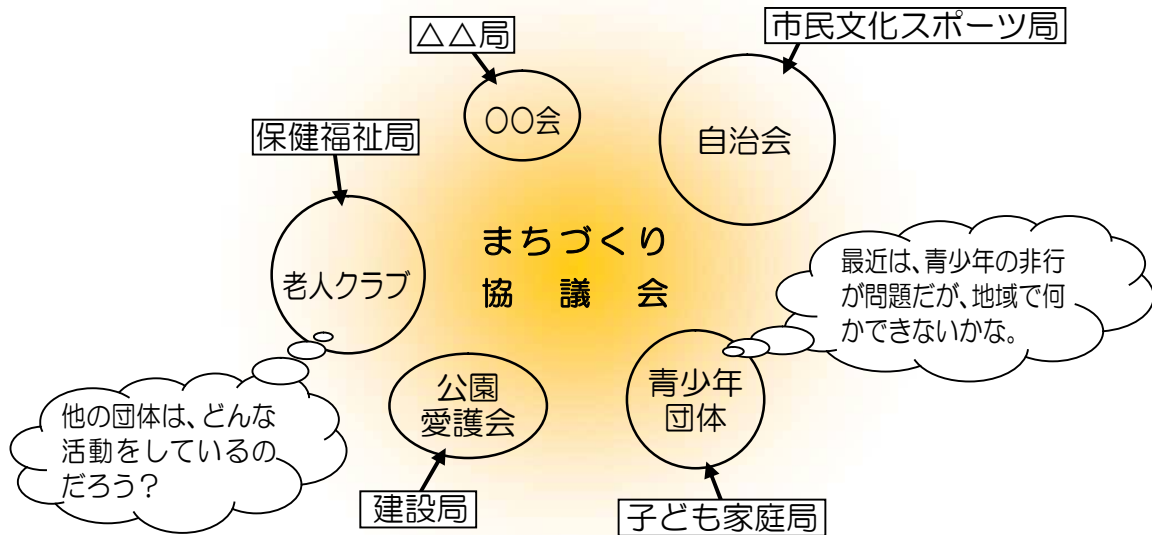 △△局
市民文化スポーツ局
〇〇会
自治会
保健福祉局
まちづくり
協議会
老人クラブ
最近は、青少年の非行
が問題だが、地域で何
かできないかな。
公園
愛護会
青少年
団体
他の団体は、どんな
活動をしているの
だろう？
建設局
子ども家庭局